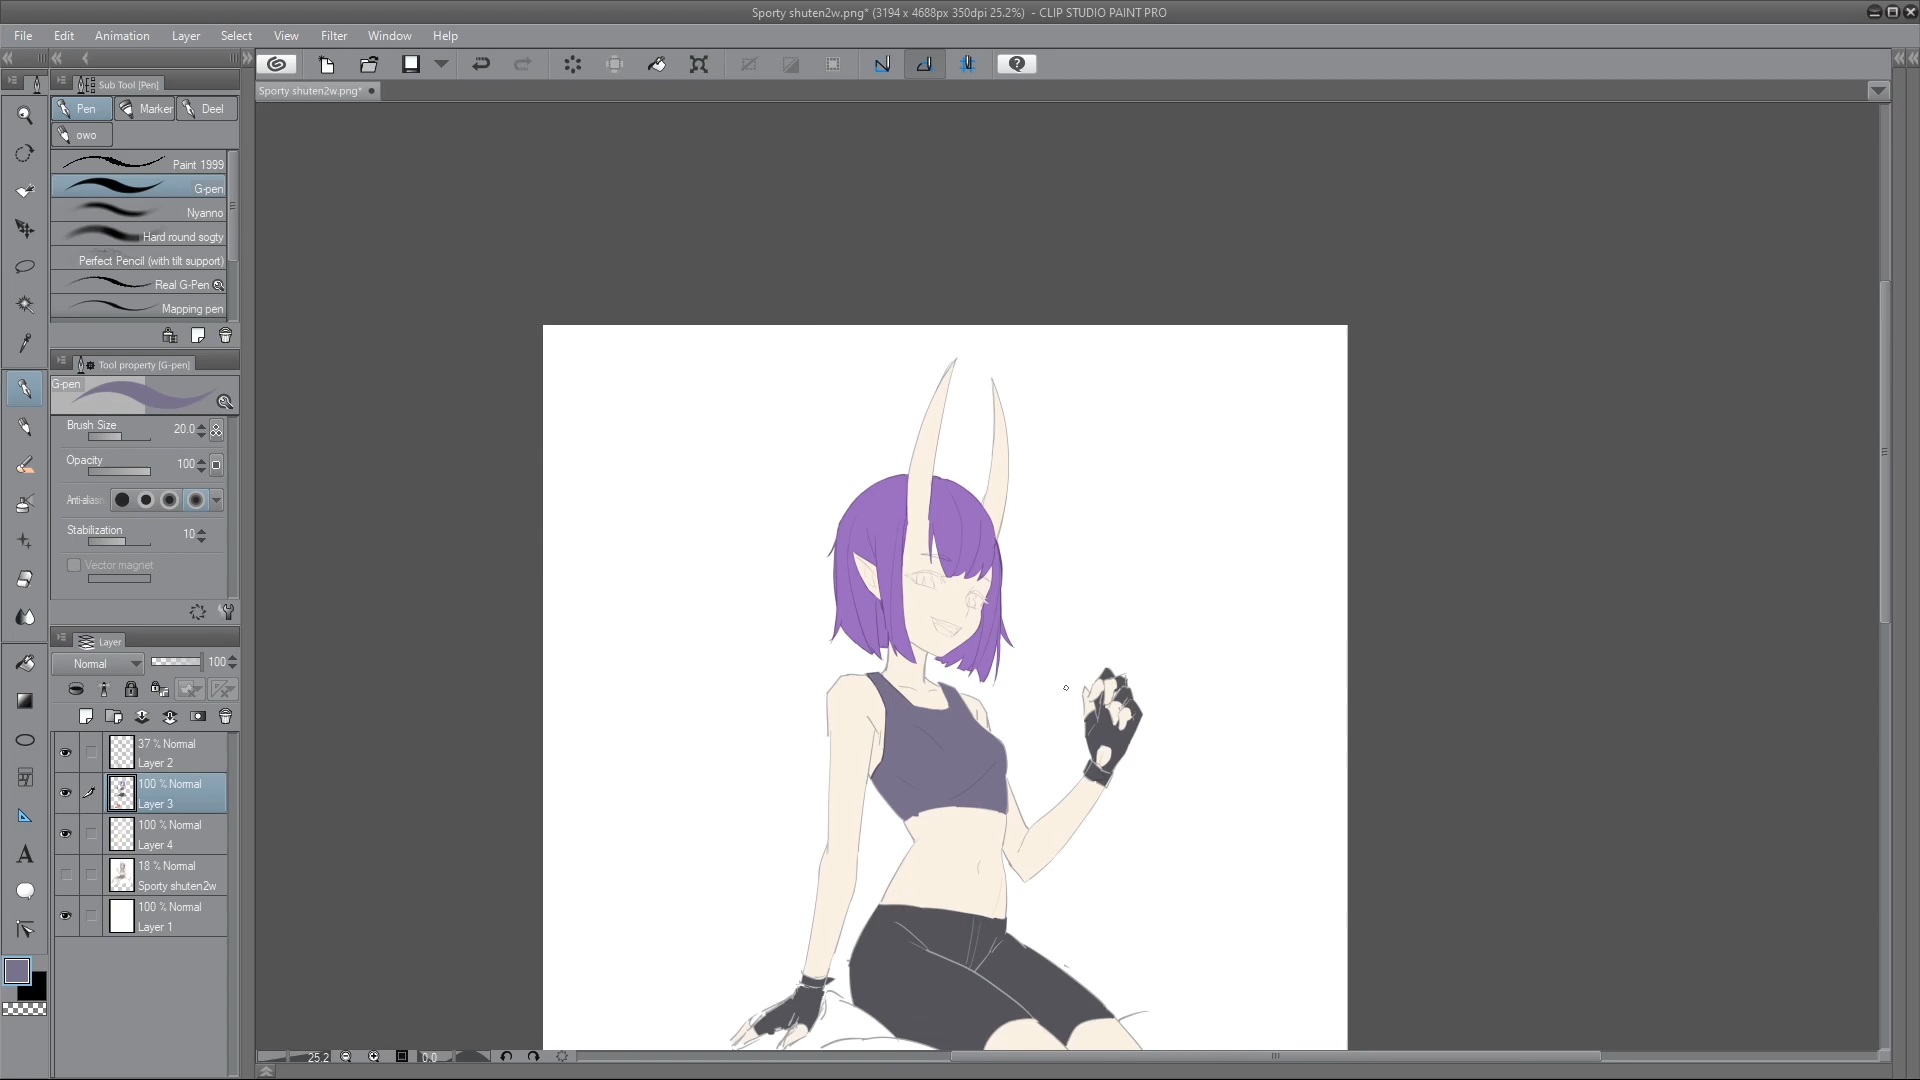 Sporty shuten2w.png* (3194 x 4688px 350dpi 25.2%) - CLIP STUDIO PAINT PRO
File Edit Animation Layer Select View Filter Window Help
Sub Tool [Pen]
Sporty shuten2w.png*
Pen Marker Deel
owo
Paint 1999
G-pen
Nyanno
Hard round sogty
Perfect Pencil (with tilt support)
Real G-Pen
Mapping pen
Tool property [G-pen]
G-pen
Brush Size 20.0
Opacity 100
Anti-aliasin
Stabilization 10
Vector magnet
Layer
Normal 100
37 % Normal
Layer 2
100 % Normal
Layer 3
100 % Normal
Layer 4
18 % Normal
Sporty shuten2w
100 % Normal
Layer 1
25.2 0.0